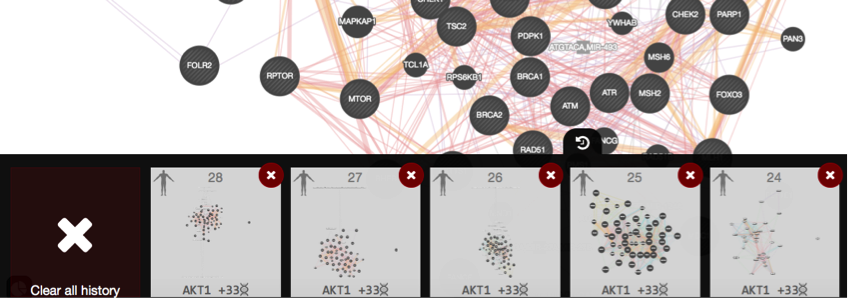 MAPKAP1
TSC2
YWHAB
CHEK2
PARP1
PDPK1
ATGTACA,MIR-493
PAN3
FOLR2
RPTOR
TCL1A
RPS6KB1
BRCA1
MSH6
MTOR
ATR
MSH2
FOXO3
BRCA2
ATM
RAD51
28
27
26
25
24
Clear all history
AKT1 +33
AKT1 +33
AKT1 +33
AKT1 +33
AKT1 +33